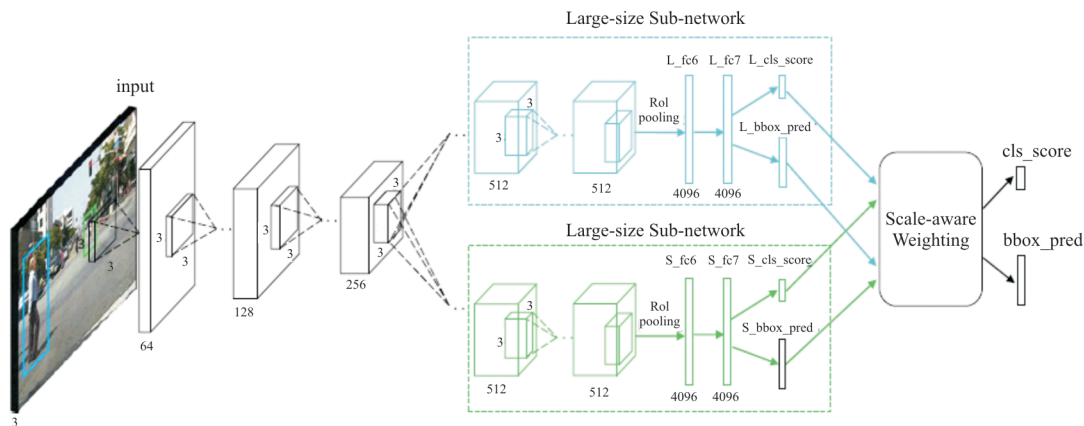 Large-size Sub-network
L_fc6 L_fc7 L_cls_score
input
3
3
RoI
pooling
L_bbox_pred
512
512
4096
4096
cls_score
3
3
3
3
3
3
3
3
Scale-aware
Weighting
Large-size Sub-network
bbox_pred
S_fc6 S_fc7 S_cls_score
256
128
64
3
3
RoI
pooling
S_bbox_pred
512
512
4096
4096
3